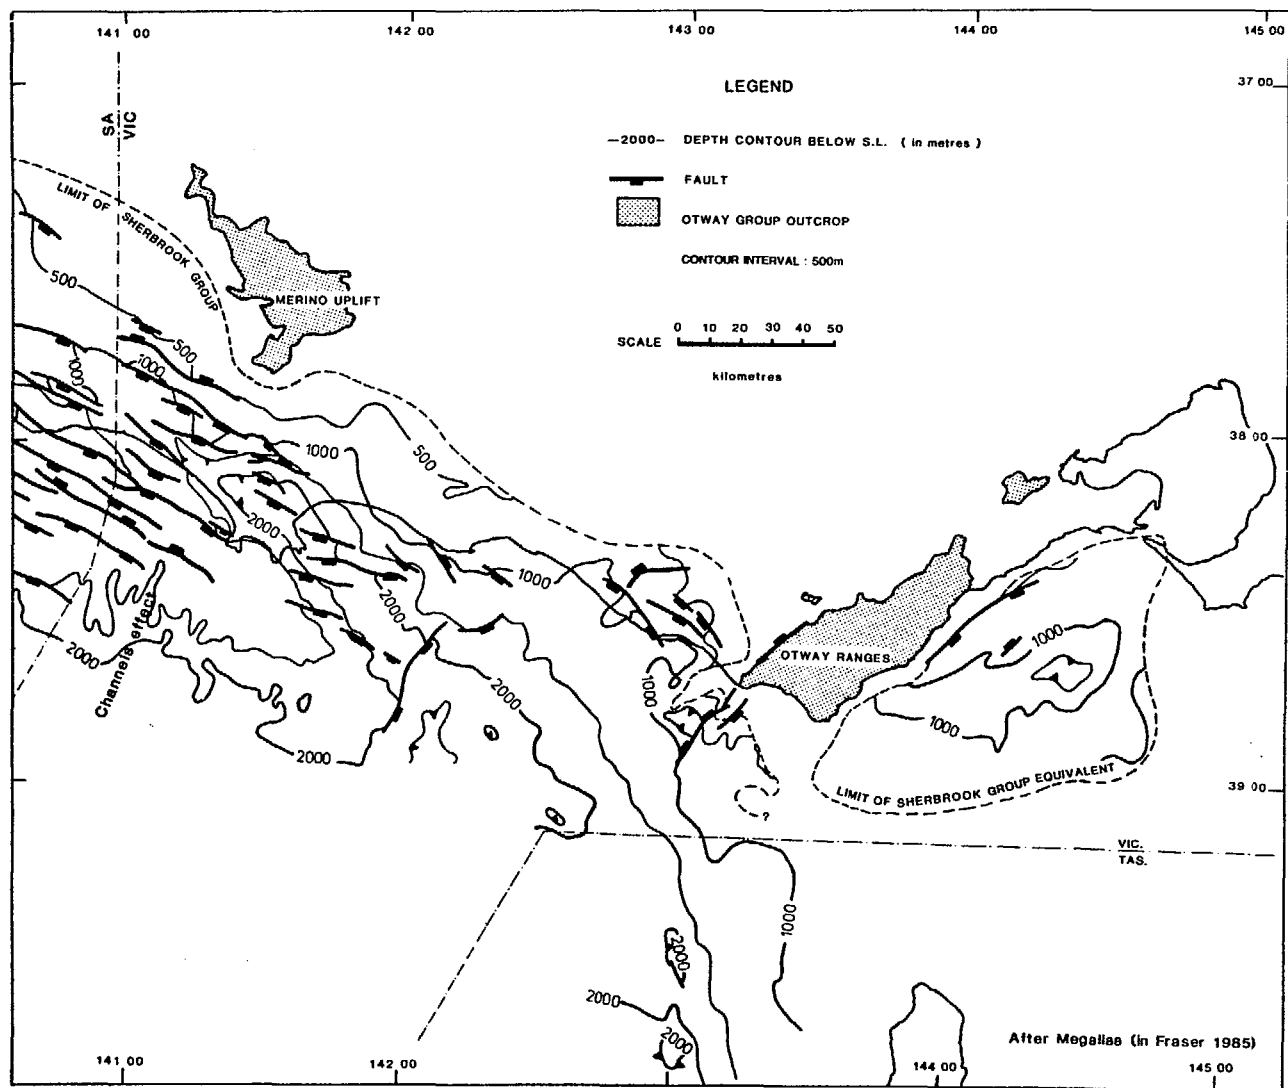 141 00
142 00
143 00
144 00
145 00
LEGEND
37 00
SA
VIC
—2000— DEPTH CONTOUR BELOW S.L. ( in metres )
FAULT
OTWAY GROUP OUTCROP
CONTOUR INTERVAL : 500m
LIMIT OF SHERBROOK GROUP
MERINO UPLIFT
500
SCALE 0 10 20 30 40 50
kilometres
500
1000
1000
38 00
1000
500
2000
1000
2000
1000
OTWAY RANGES
2000
Channels effect
1000
2000
1000
2000
LIMIT OF SHERBROOK GROUP EQUIVALENT
39 00
?
VIC.
TAS.
1000
2000
2000
2000
After Megallaa (in Fraser 1985)
141 00
142 00
144 00
145 00